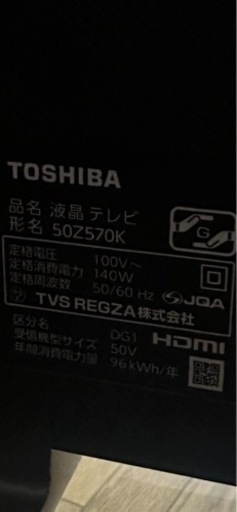 TOSHIBA
品名 液晶テレビ
形名 50Z570K
G
定格電圧 100V～
定格消費電力 140W
定格周波数 50/60 Hz
JQA
TVS REGZA株式会社
区分名 DG1
受信機型サイズ 50V
年間消費電力量 96kWh/年
HDMI